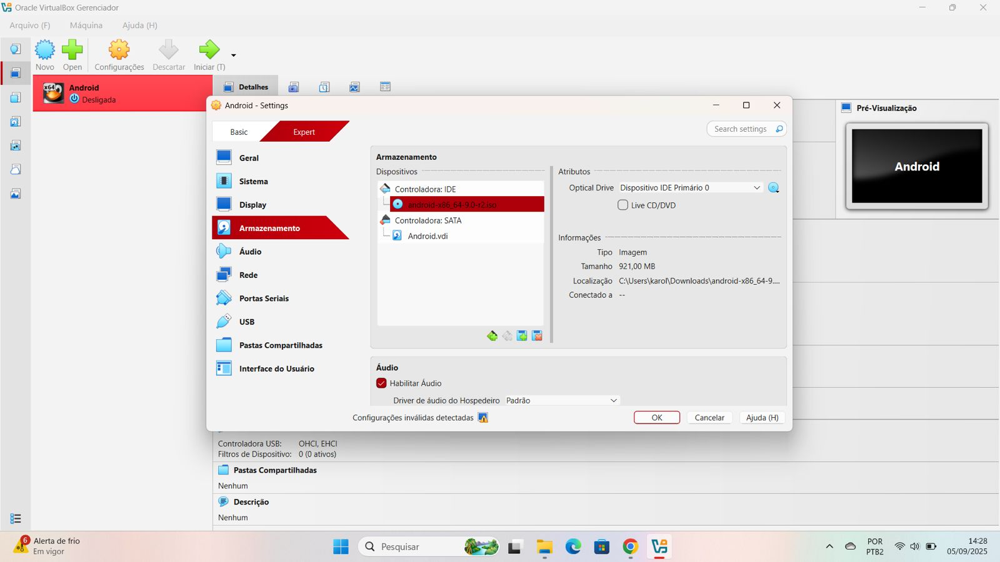 Oracle VirtualBox Gerenciador
Arquivo (F) Máquina Ajuda (H)
Novo Open Configurações Descartar Iniciar (T)
x64
Android
Desligada
Detalhes
Android - Settings
Basic Expert
Search settings
Geral
Sistema
Display
Armazenamento
Áudio
Rede
Portas Seriais
USB
Pastas Compartilhadas
Interface do Usuário
Armazenamento
Dispositivos
Controladora: IDE
android-x86_64-9.0-r2.iso
Controladora: SATA
Android.vdi
Atributos
Optical Drive Dispositivo IDE Primário 0
Live CD/DVD
Informações
Tipo Imagem
Tamanho 921,00 MB
Localização C:\Users\karol\Downloads\android-x86_64-9....
Conectado a --
Áudio
Habilitar Áudio
Driver de áudio do Hospedeiro Padrão
Configurações inválidas detectadas
OK Cancelar Ajuda (H)
Pré-Visualização
Android
Controladora USB: OHCI, EHCI
Filtros de Dispositivo: 0 (0 ativos)
Pastas Compartilhadas
Nenhum
Descrição
Nenhum
6
Alerta de frio
Em vigor
Pesquisar
POR
PTB2
14:28
05/09/2025